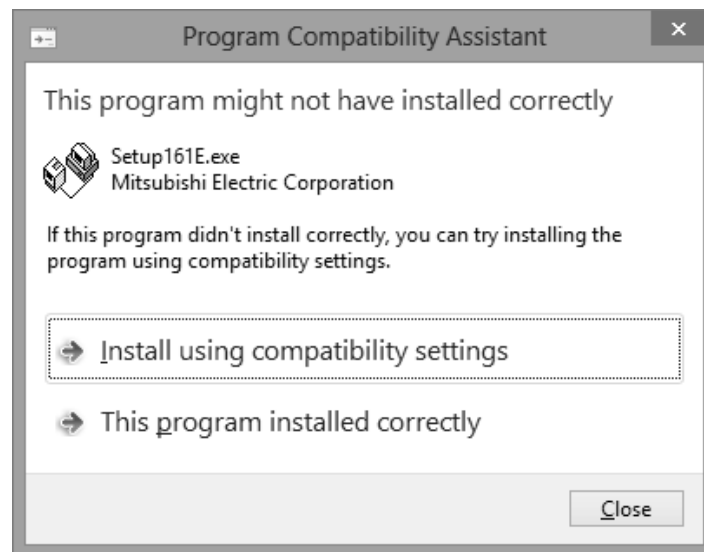 Program Compatibility Assistant
This program might not have installed correctly
Setup161E.exe
Mitsubishi Electric Corporation
If this program didn't install correctly, you can try installing the
program using compatibility settings.
Install using compatibility settings
This program installed correctly
Close